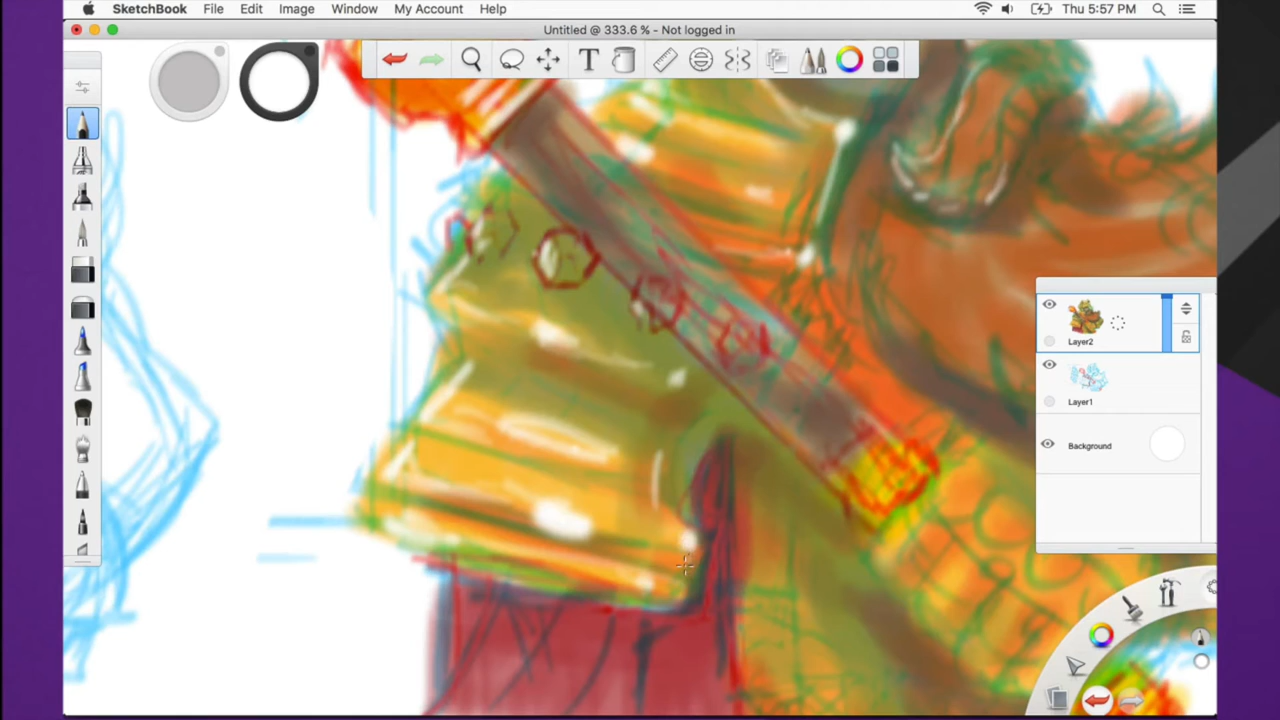 SketchBook File Edit Image Window My Account Help Thu 5:57 PM
Untitled @ 333.6 % - Not logged in
T
Layer2
Layer1
Background